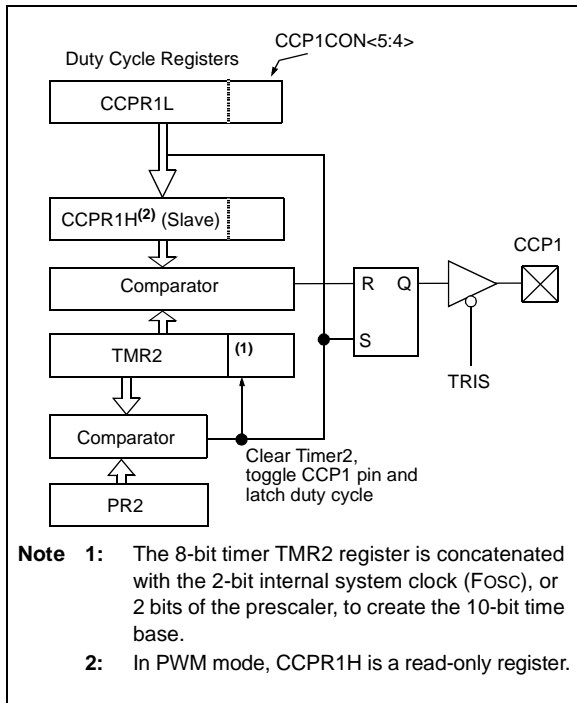 CCP1CON<5:4>
Duty Cycle Registers
CCPR1L
CCPR1H(2) (Slave)
CCP1
Comparator
R Q
TMR2
(1)
S
TRIS
Comparator
Clear Timer2,
toggle CCP1 pin and
latch duty cycle
PR2
Note 1: The 8-bit timer TMR2 register is concatenated
with the 2-bit internal system clock (FOSC), or
2 bits of the prescaler, to create the 10-bit time
base.
2: In PWM mode, CCPR1H is a read-only register.